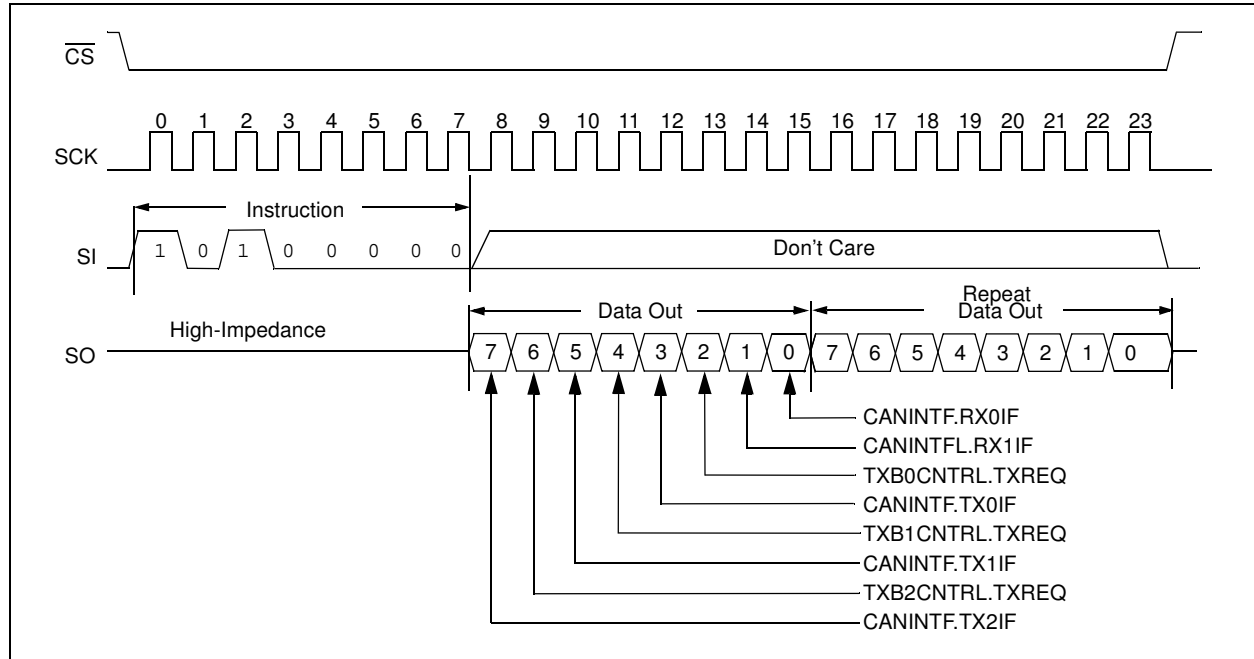 CS
0 1 2 3 4 5 6 7 8 9 10 11 12 13 14 15 16 17 18 19 20 21 22 23
SCK
Instruction
SI
1 0 1 0 0 0 0 0
Don't Care
High-Impedance
Data Out
Repeat
Data Out
SO
7 6 5 4 3 2 1 0 7 6 5 4 3 2 1 0
CANINTF.RX0IF
CANINTFL.RX1IF
TXB0CNTRL.TXREQ
CANINTF.TX0IF
TXB1CNTRL.TXREQ
CANINTF.TX1IF
TXB2CNTRL.TXREQ
CANINTF.TX2IF